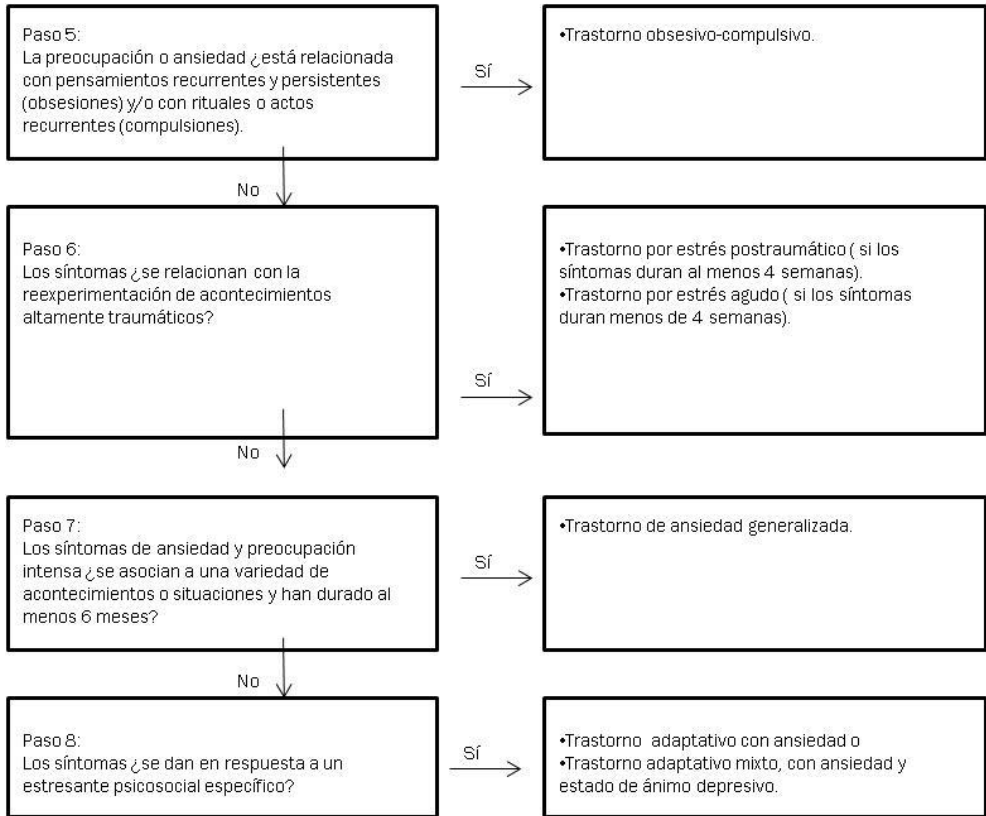 Paso 5:
La preocupación o ansiedad ¿está relacionada
con pensamientos recurrentes y persistentes
(obsesiones) y/o con rituales o actos
recurrentes (compulsiones).
Sí
•Trastorno obsesivo-compulsivo.
No
Paso 6:
Los síntomas ¿se relacionan con la
reexperimentación de acontecimientos
altamente traumáticos?
Sí
•Trastorno por estrés postraumático ( si los
síntomas duran al menos 4 semanas).
•Trastorno por estrés agudo ( si los síntomas
duran menos de 4 semanas).
No
Paso 7:
Los síntomas de ansiedad y preocupación
intensa ¿se asocian a una variedad de
acontecimientos o situaciones y han durado al
menos 6 meses?
Sí
•Trastorno de ansiedad generalizada.
No
Paso 8:
Los síntomas ¿se dan en respuesta a un
estresante psicosocial específico?
Sí
•Trastorno adaptativo con ansiedad o
•Trastorno adaptativo mixto, con ansiedad y
estado de ánimo depresivo.